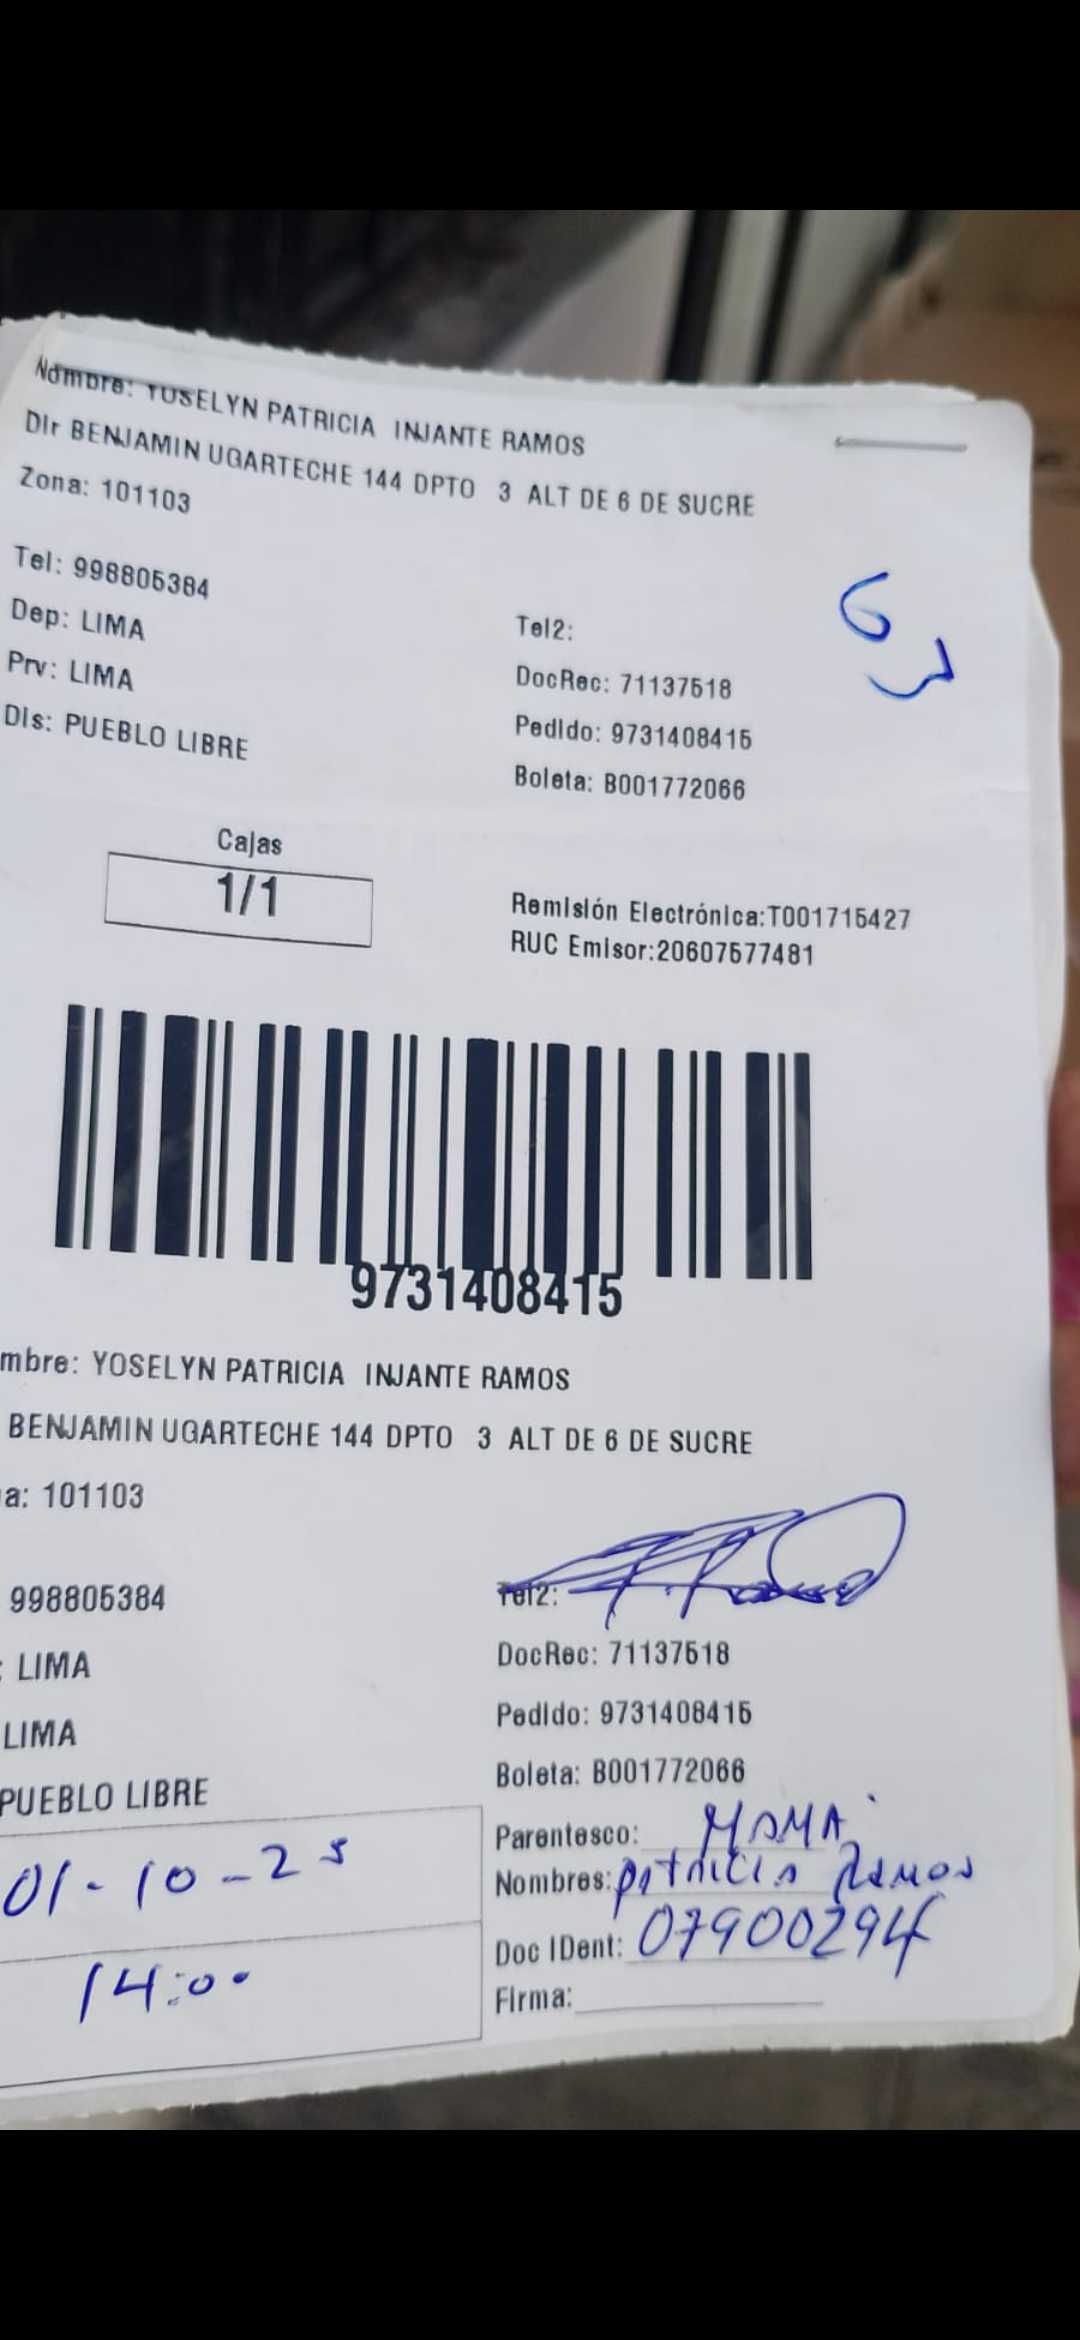 Nombre: YOSELYN PATRICIA INJANTE RAMOS
Dir BENJAMIN UGARTECHE 144 DPTO 3 ALT DE 6 DE SUCRE
Zona: 101103
Tel: 998805384
Dep: LIMA
Prv: LIMA
Dis: PUEBLO LIBRE
Tel2:
DocRec: 71137518
Pedido: 9731408415
Boleta: B001772066
Cajas
1/1
Remisión Electrónica:T001715427
RUC Emisor:20607577481
9731408415
mbre: YOSELYN PATRICIA INJANTE RAMOS
BENJAMIN UGARTECHE 144 DPTO 3 ALT DE 6 DE SUCRE
a: 101103
998805384
: LIMA
LIMA
PUEBLO LIBRE
Tel2:
DocRec: 71137518
Pedido: 9731408415
Boleta: B001772066
Parentesco: MAMA
Nombres: Patricia Ramos
Doc IDent: 07900294
Firma:
01-10-25
14:00